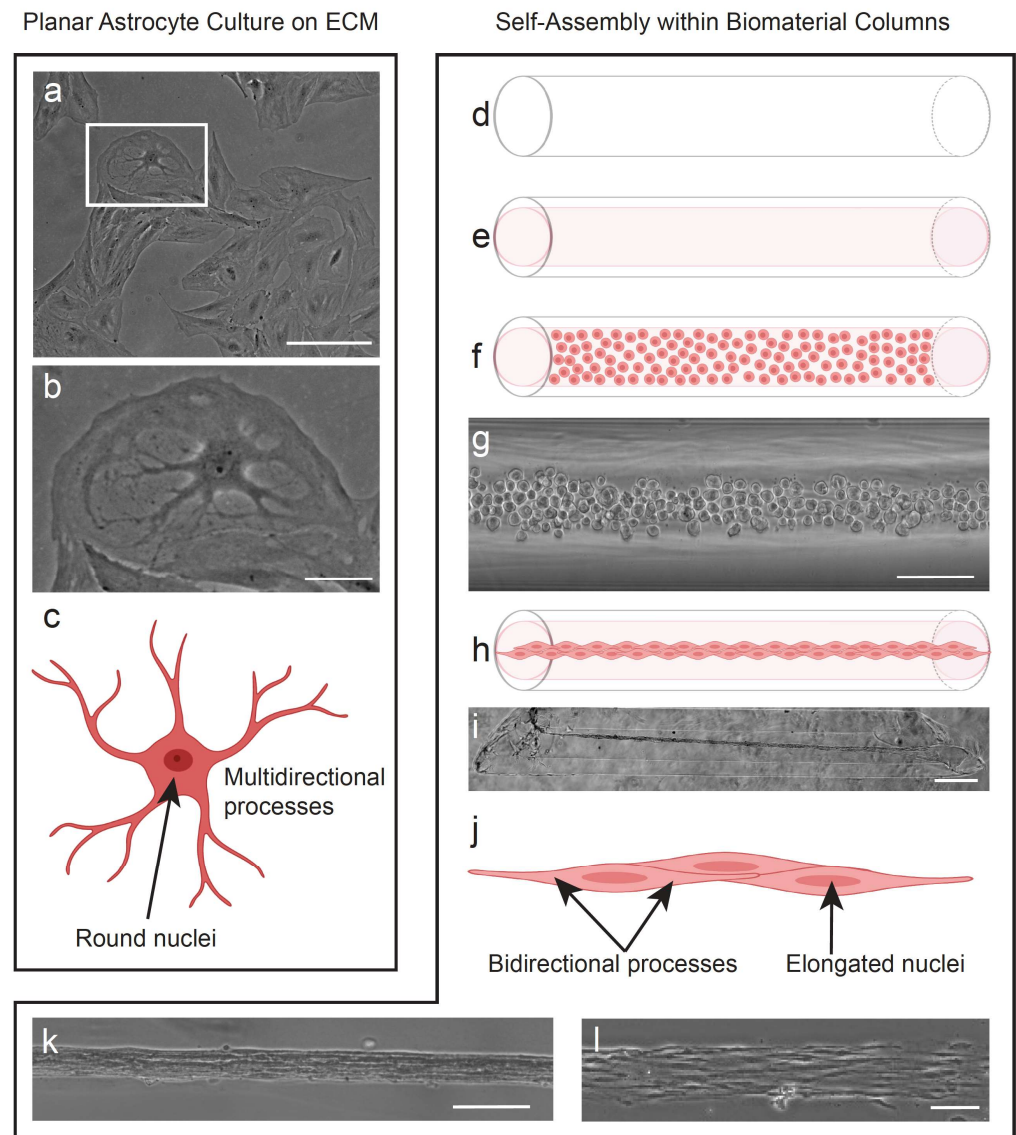 Planar Astrocyte Culture on ECM
Self-Assembly within Biomaterial Columns
a
b
c
Multidirectional
processes
Round nuclei
d
e
f
g
h
i
j
Bidirectional processes
Elongated nuclei
k
l